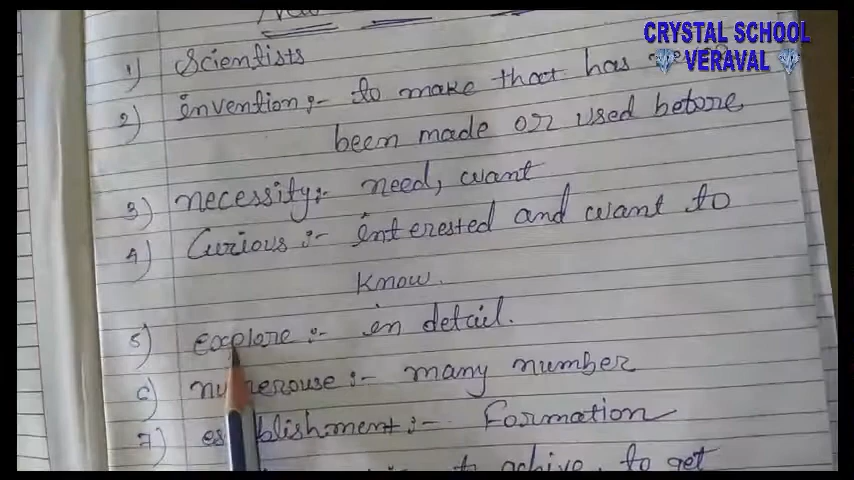 CRYSTAL SCHOOL
VERAVAL
1) Scientists
2) invention :- to make that has
been made or used before
3) necessity :- need, want
4) Curious :- interested and want to
know.
5) explore :- in detail.
6) numerouse :- many number
7) establishment :- Formation
to achive, to get